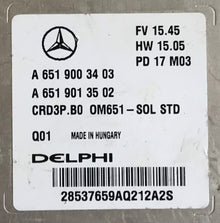 FV 15.45
HW 15.05
PD 17 M03
A 651 900 34 03
A 651 901 35 02
CRD3P.B0 OM651-SOL STD
Q01 MADE IN HUNGARY
DELPHI
28537659AQ212A2S